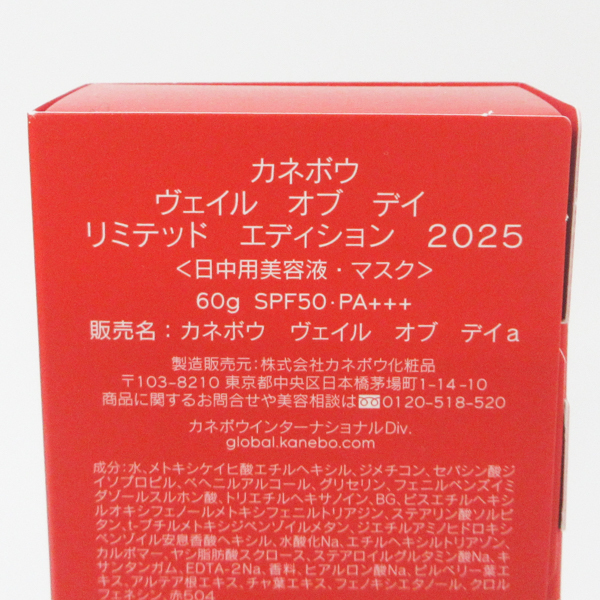 カネボウ
ヴェイル オブ デイ
リミテッド エディション 2025
<日中用美容液・マスク>
60g SPF50・PA+++
販売名：カネボウ ヴェイル オブ デイa
製造販売元:株式会社カネボウ化粧品
〒103-8210 東京都中央区日本橋茅場町1-14-10
商品に関するお問合せや美容相談は 0120-518-520
カネボウインターナショナルDiv.
global.kanebo.com
成分：水、メトキシケイヒ酸エチルヘキシル、ジメチコン、セバシン酸ジ
イソプロピル、ベヘニルアルコール、グリセリン、フェニルベンズイミ
ダゾールスルホン酸、トリエチルヘキサノイン、BG、ビスエチルヘキシ
ルオキシフェノールメトキシフェニルトリアジン、ステアリン酸ソルビ
タン、t-ブチルメトキシジベンゾイルメタン、ジエチルアミノヒドロキシ
ベンゾイル安息香酸ヘキシル、水酸化Na、エチルヘキシルトリアゾン、
カルボマー、ヤシ脂肪酸スクロース、ステアロイルグルタミン酸Na、キ
サンタンガム、EDTA-2Na、香料、ヒアルロン酸Na、ビルベリー葉エ
キス、アルテア根エキス、チャ葉エキス、フェノキシエタノール、クロル
フェネシン、赤504